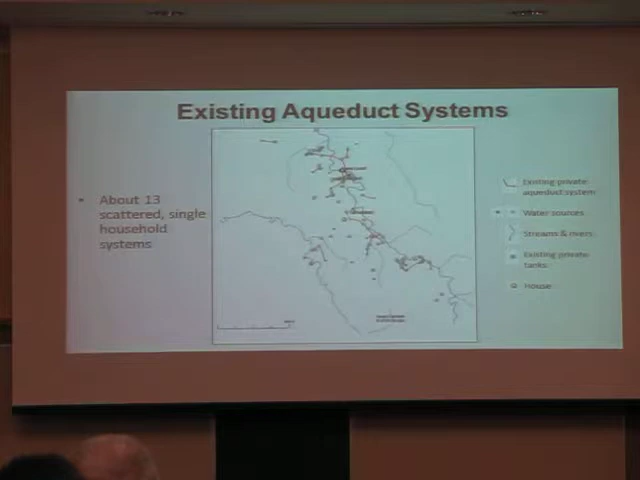 Existing Aqueduct Systems
• About 13
scattered, single
household
systems
Existing private
aqueduct system
Water sources
Streams & rivers
Existing private
tanks
House